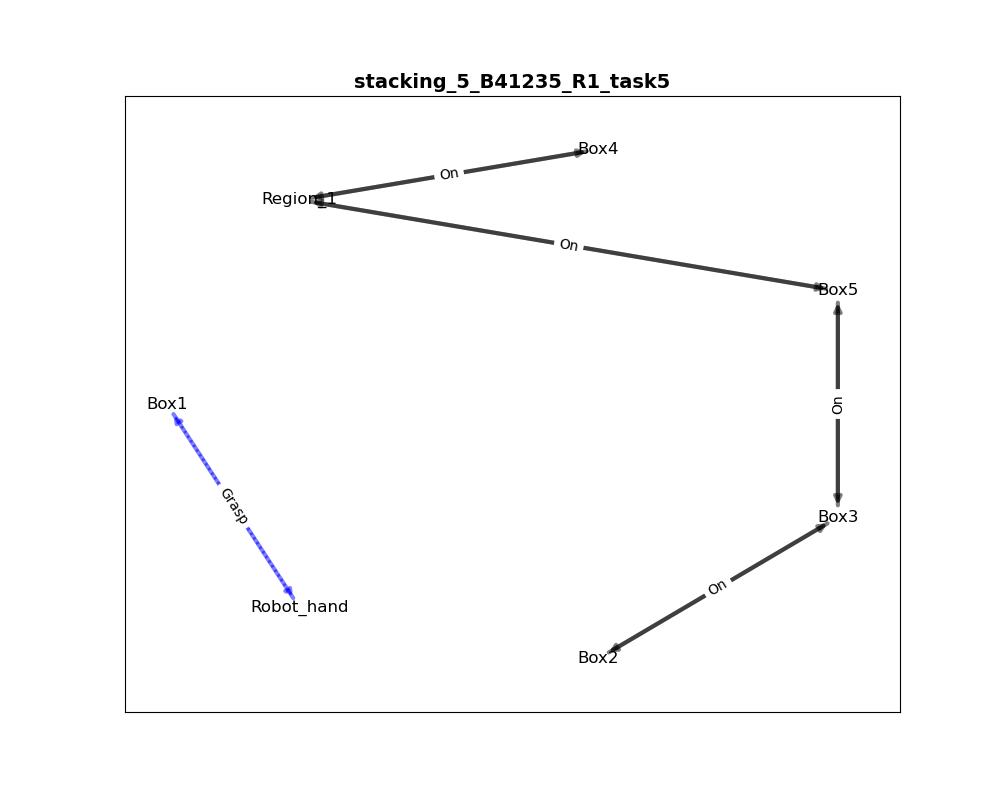 stacking_5_B41235_R1_task5
Box4
On
Region_1
On
Box5
Box1
On
Grasp
Box3
On
Robot_hand
Box2